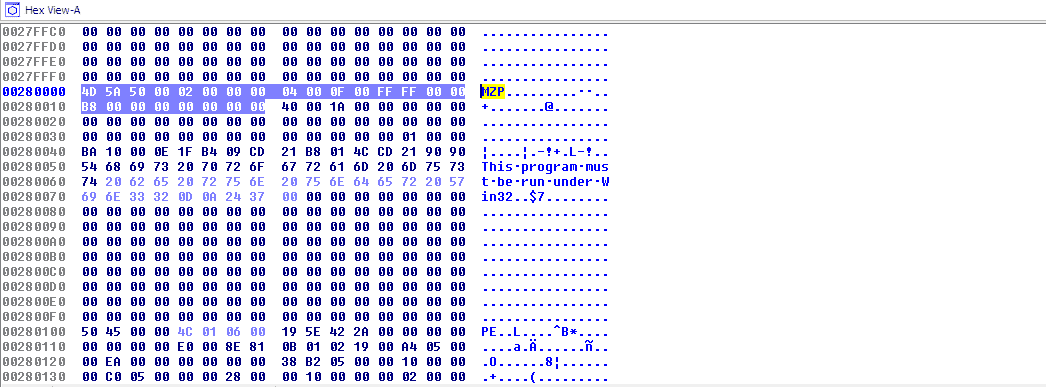 Hex View-A
0027FFC0 00 00 00 00 00 00 00 00 00 00 00 00 00 00 00 00 ................
0027FFD0 00 00 00 00 00 00 00 00 00 00 00 00 00 00 00 00 ................
0027FFE0 00 00 00 00 00 00 00 00 00 00 00 00 00 00 00 00 ................
0027FFF0 00 00 00 00 00 00 00 00 00 00 00 00 00 00 00 00 ................
00280000 4D 5A 50 00 02 00 00 00 04 00 0F 00 FF FF 00 00 MZP.........--..
00280010 B8 00 00 00 00 00 00 00 40 00 1A 00 00 00 00 00 +.......@.......
00280020 00 00 00 00 00 00 00 00 00 00 00 00 00 00 00 00 ................
00280030 00 00 00 00 00 00 00 00 00 00 00 00 00 01 00 00 ................
00280040 BA 10 00 0E 1F B4 09 CD 21 B8 01 4C CD 21 90 90 ¦....¦.-!+.L-!..
00280050 54 68 69 73 20 70 72 6F 67 72 61 6D 20 6D 75 73 This·program·mus
00280060 74 20 62 65 20 72 75 6E 20 75 6E 64 65 72 20 57 t·be·run·under·W
00280070 69 6E 33 32 0D 0A 24 37 00 00 00 00 00 00 00 00 in32..$7........
00280080 00 00 00 00 00 00 00 00 00 00 00 00 00 00 00 00 ................
00280090 00 00 00 00 00 00 00 00 00 00 00 00 00 00 00 00 ................
002800A0 00 00 00 00 00 00 00 00 00 00 00 00 00 00 00 00 ................
002800B0 00 00 00 00 00 00 00 00 00 00 00 00 00 00 00 00 ................
002800C0 00 00 00 00 00 00 00 00 00 00 00 00 00 00 00 00 ................
002800D0 00 00 00 00 00 00 00 00 00 00 00 00 00 00 00 00 ................
002800E0 00 00 00 00 00 00 00 00 00 00 00 00 00 00 00 00 ................
002800F0 00 00 00 00 00 00 00 00 00 00 00 00 00 00 00 00 ................
00280100 50 45 00 00 4C 01 06 00 19 5E 42 2A 00 00 00 00 PE..L....^B*....
00280110 00 00 00 00 E0 00 8E 81 0B 01 02 19 00 A4 05 00 ....a.Ä......ñ..
00280120 00 EA 00 00 00 00 00 00 38 B2 05 00 00 10 00 00 .O......8¦......
00280130 00 C0 05 00 00 00 28 00 00 10 00 00 00 02 00 00 .+....(.........